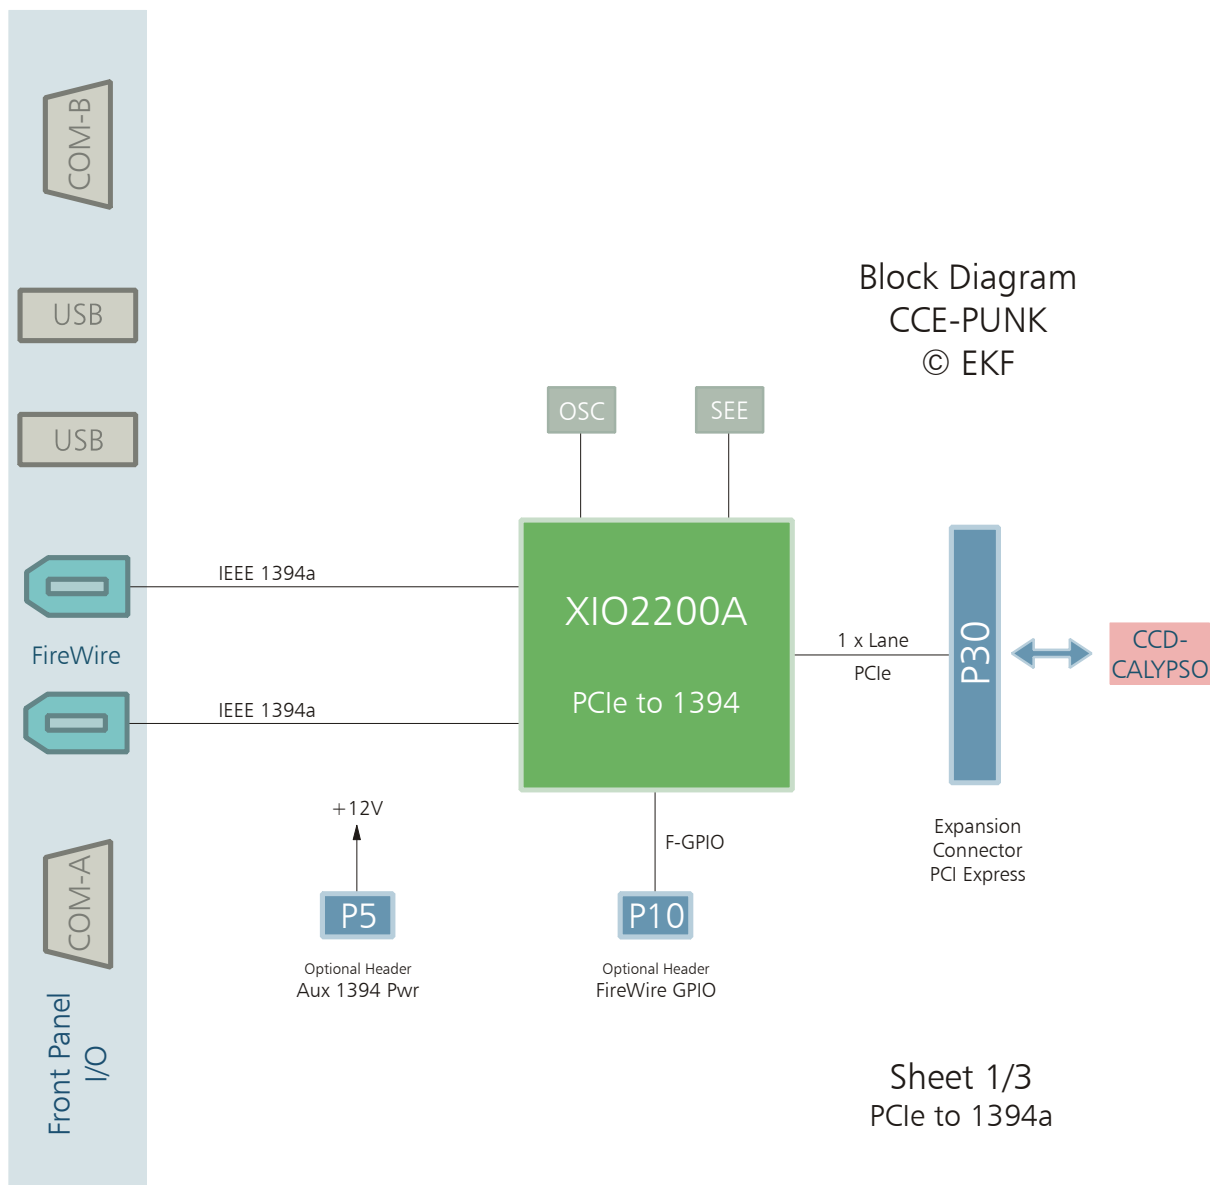 COM-B
USB
USB
FireWire
COM-A
Front Panel
I/O
IEEE 1394a
IEEE 1394a
OSC
SEE
XIO2200A
PCIe to 1394
1 x Lane
PCIe
P30
CCD-
CALYPSO
Expansion
Connector
PCI Express
+12V
P5
Optional Header
Aux 1394 Pwr
F-GPIO
P10
Optional Header
FireWire GPIO
Block Diagram
CCE-PUNK
© EKF
Sheet 1/3
PCIe to 1394a